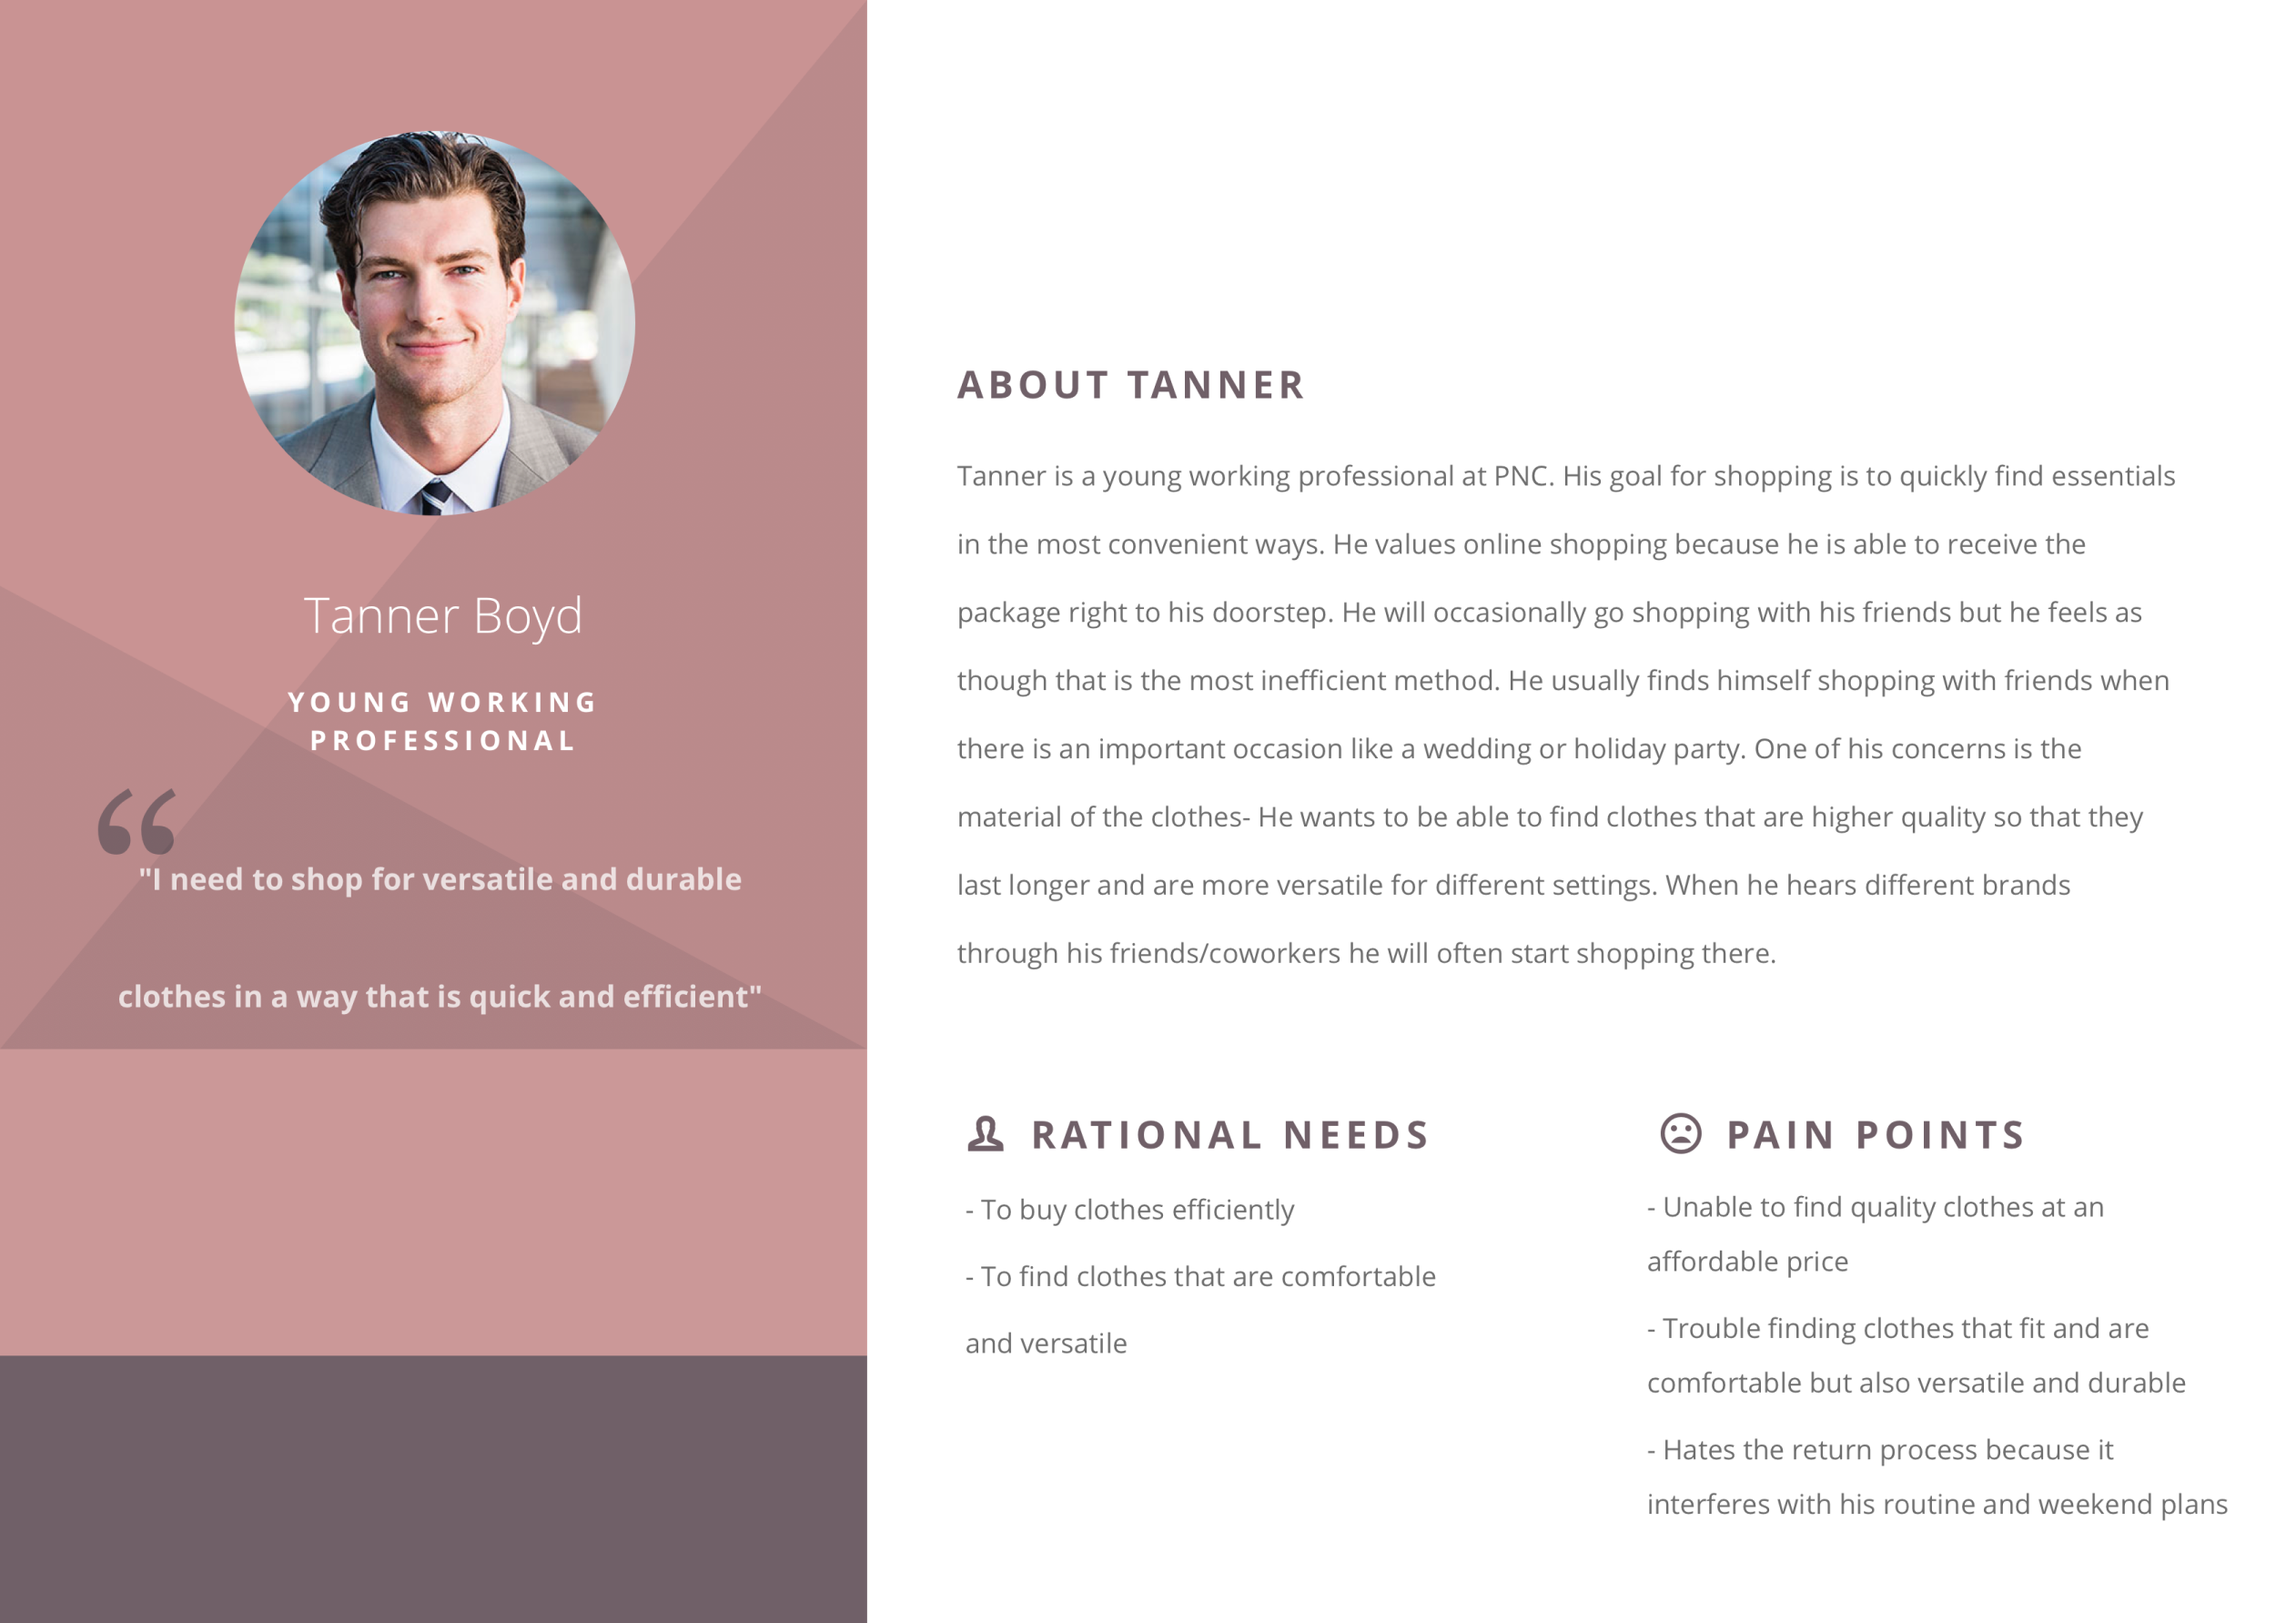 Tanner Boyd
YOUNG WORKING
PROFESSIONAL
“
"I need to shop for versatile and durable
clothes in a way that is quick and efficient"
ABOUT TANNER
Tanner is a young working professional at PNC. His goal for shopping is to quickly find essentials
in the most convenient ways. He values online shopping because he is able to receive the
package right to his doorstep. He will occasionally go shopping with his friends but he feels as
though that is the most inefficient method. He usually finds himself shopping with friends when
there is an important occasion like a wedding or holiday party. One of his concerns is the
material of the clothes- He wants to be able to find clothes that are higher quality so that they
last longer and are more versatile for different settings. When he hears different brands
through his friends/coworkers he will often start shopping there.
RATIONAL NEEDS
- To buy clothes efficiently
- To find clothes that are comfortable
and versatile
PAIN POINTS
- Unable to find quality clothes at an
affordable price
- Trouble finding clothes that fit and are
comfortable but also versatile and durable
- Hates the return process because it
interferes with his routine and weekend plans